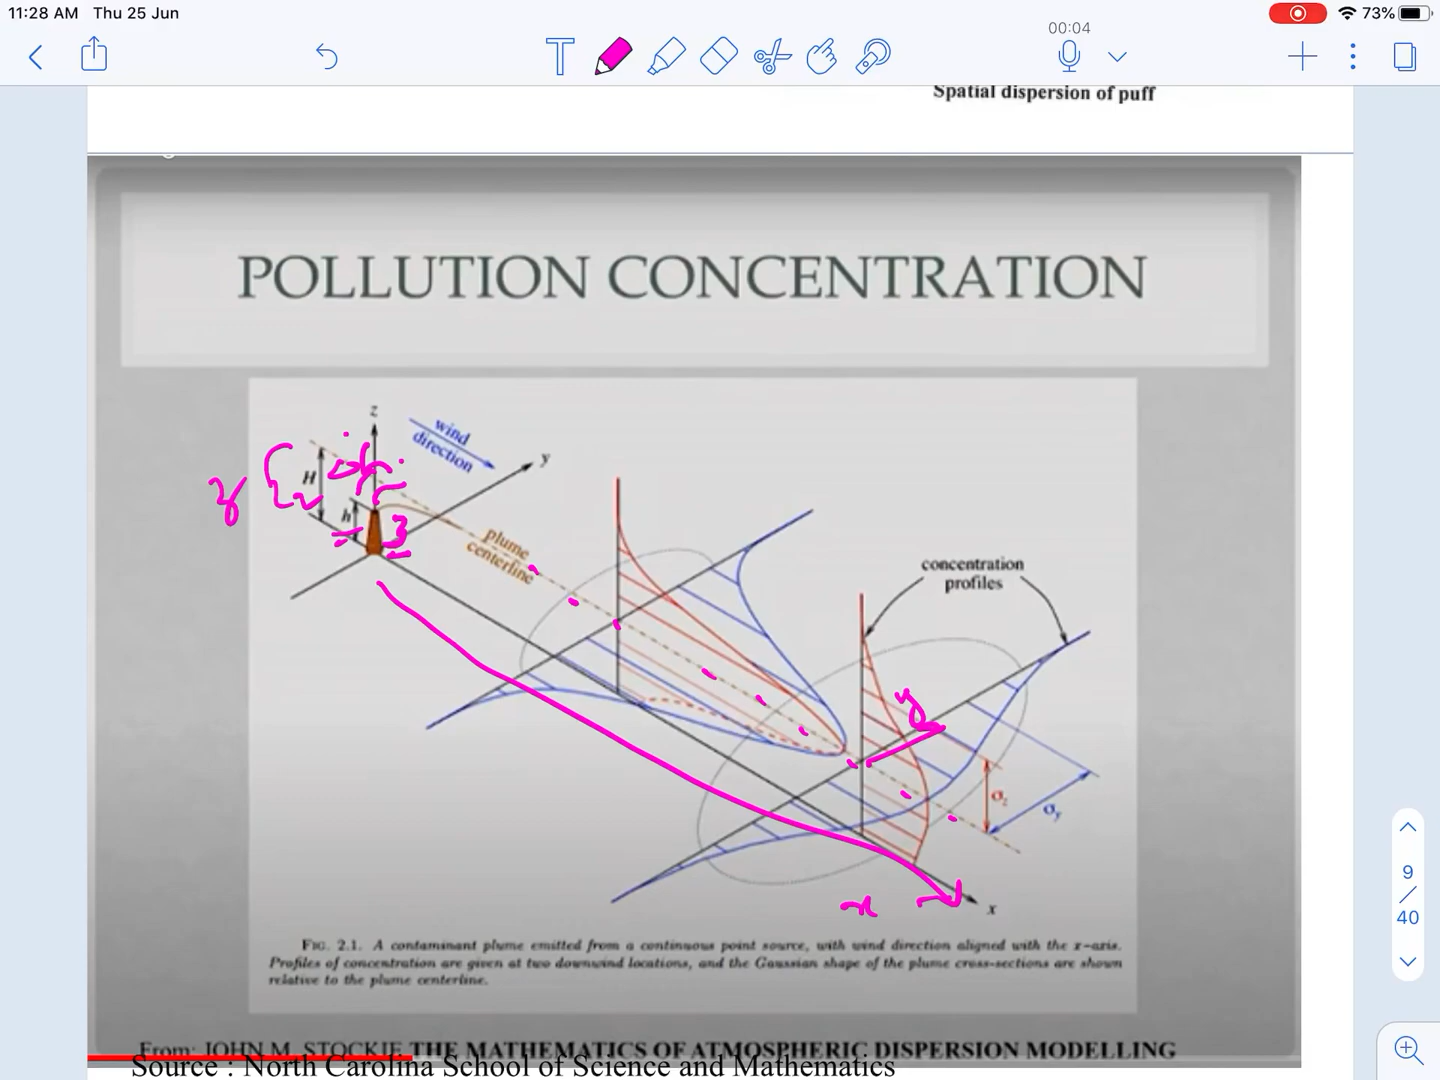 11:28 AM Thu 25 Jun
73%
00:04
T
Spatial dispersion of puff
POLLUTION CONCENTRATION
z
wind
direction
y
H
h
3
plume
centerline
concentration
profiles
y
σz
σy
x
x
FIG. 2.1. A contaminant plume emitted from a continuous point source, with wind direction aligned with the x-axis.
Profiles of concentration are given at two downwind locations, and the Gaussian shape of the plume cross-sections are shown
relative to the plume centerline.
From: JOHN M. STOCKIE THE MATHEMATICS OF ATMOSPHERIC DISPERSION MODELLING
Source : North Carolina School of Science and Mathematics
9
/
40